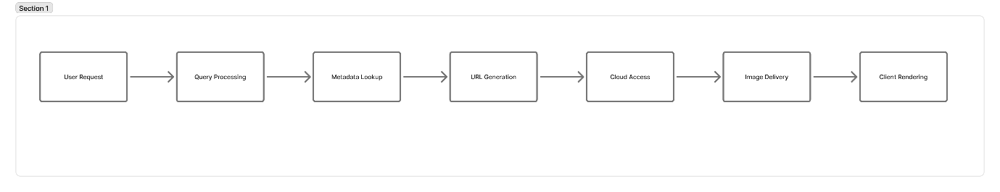 Section 1
User Request
Query Processing
Metadata Lookup
URL Generation
Cloud Access
Image Delivery
Client Rendering